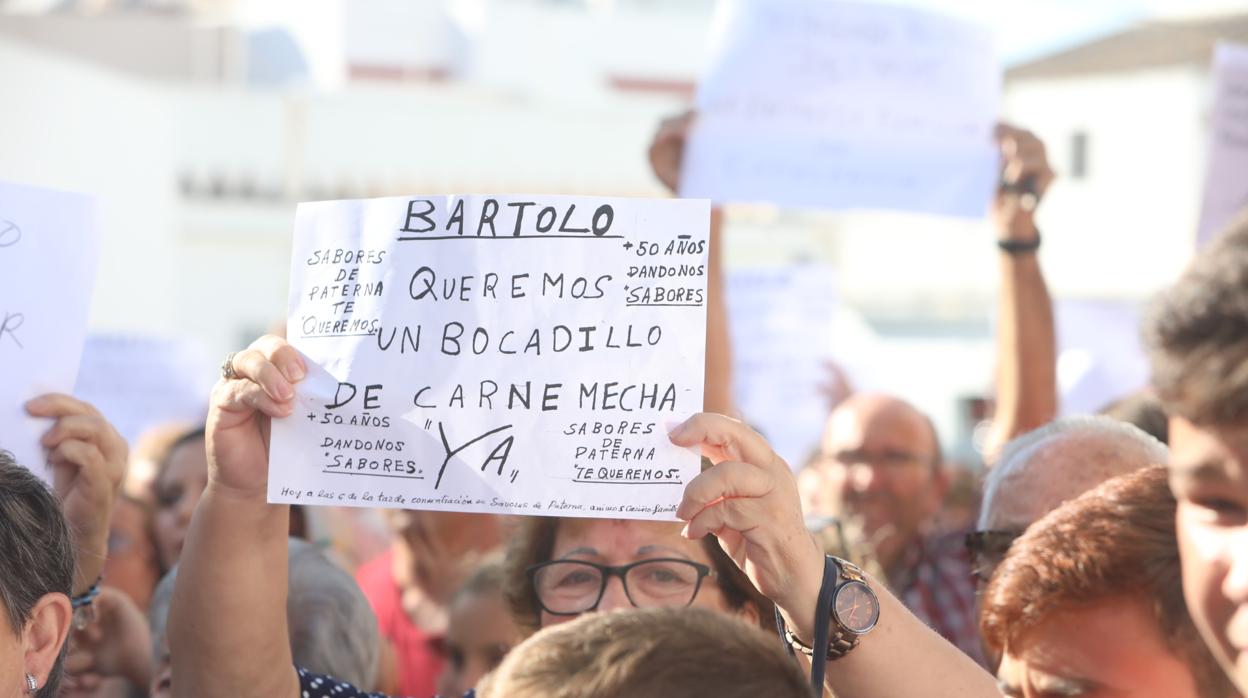 BARTOLO
SABORES
DE
PATERNA
TE
"QUEREMOS.
QUEREMOS
UN BOCADILLO
DE CARNE MECHA
"YA"
+ 50 AÑOS
DANDONOS
"SABORES
+ 50 AÑOS
DANDONOS
"SABORES.
SABORES
DE
PATERNA
"TE QUEREMOS.
Hoy a las 6 de la tarde concentración en Sabores de Paterna, animos